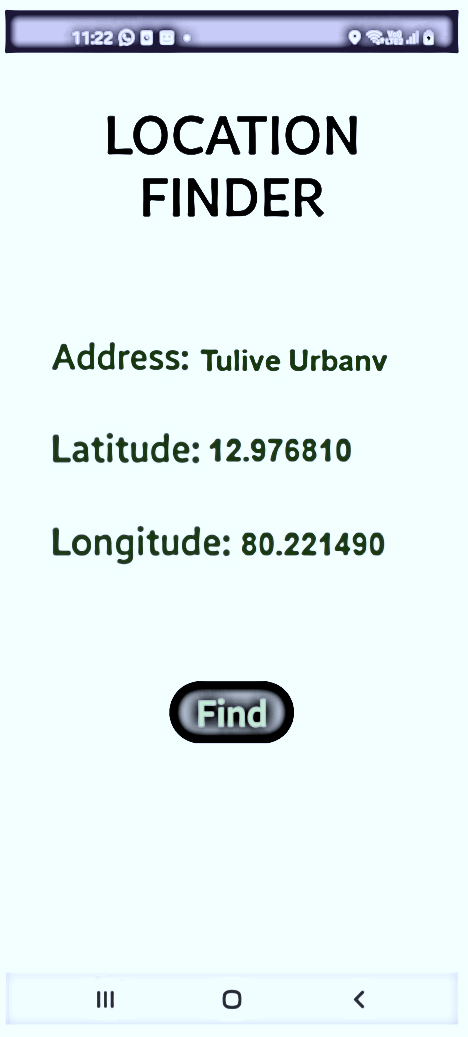 11:22
LOCATION
FINDER
Address: Tulive Urbanv
Latitude: 12.976810
Longitude: 80.221490
Find